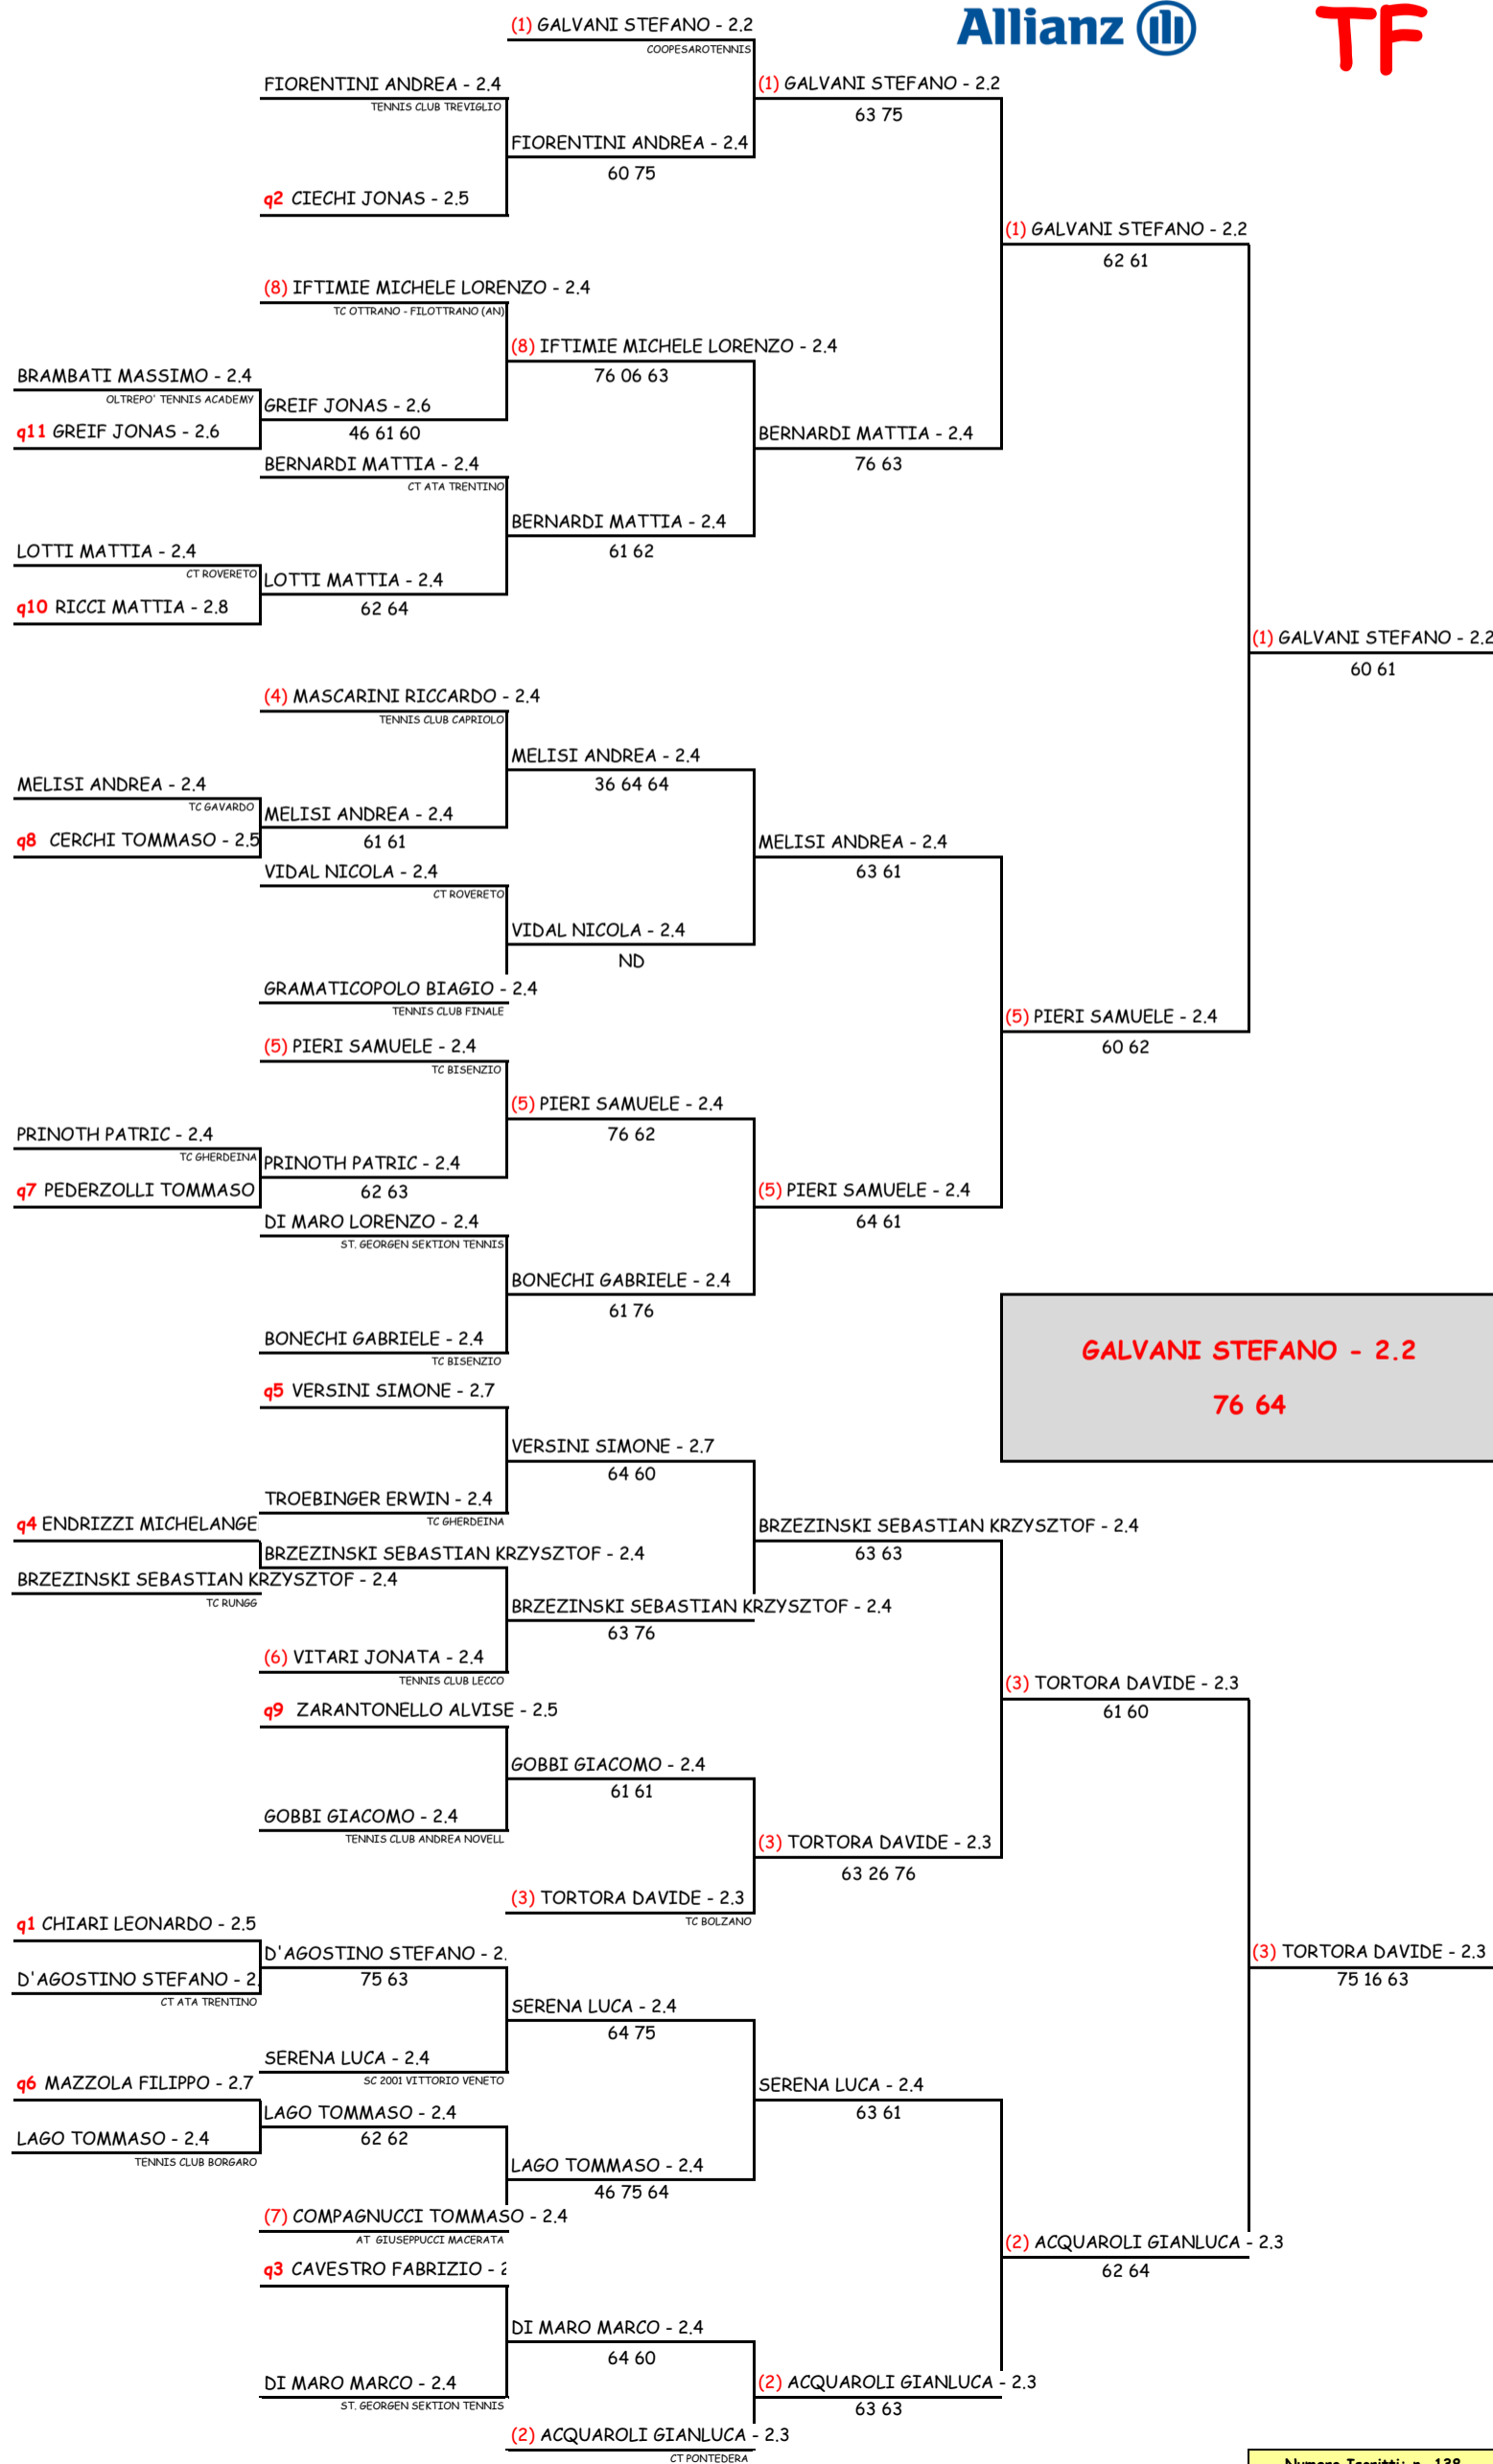 (1) GALVANI STEFANO - 2.2
COOPESAROTENNIS
Allianz
TF
FIORENTINI ANDREA - 2.4
TENNIS CLUB TREVIGLIO
(1) GALVANI STEFANO - 2.2
63 75
FIORENTINI ANDREA - 2.4
60 75
q2 CIECHI JONAS - 2.5
(1) GALVANI STEFANO - 2.2
62 61
(8) IFTIMIE MICHELE LORENZO - 2.4
TC OTTRANO - FILOTTRANO (AN)
(8) IFTIMIE MICHELE LORENZO - 2.4
76 06 63
BRAMBATI MASSIMO - 2.4
OLTREPO' TENNIS ACADEMY
GREIF JONAS - 2.6
46 61 60
q11 GREIF JONAS - 2.6
BERNARDI MATTIA - 2.4
76 63
BERNARDI MATTIA - 2.4
CT ATA TRENTINO
BERNARDI MATTIA - 2.4
61 62
LOTTI MATTIA - 2.4
CT ROVERETO
LOTTI MATTIA - 2.4
62 64
q10 RICCI MATTIA - 2.8
(1) GALVANI STEFANO - 2.2
60 61
(4) MASCARINI RICCARDO - 2.4
TENNIS CLUB CAPRIOLO
MELISI ANDREA - 2.4
36 64 64
MELISI ANDREA - 2.4
TC GAVARDO
MELISI ANDREA - 2.4
61 61
q8 CERCHI TOMMASO - 2.5
MELISI ANDREA - 2.4
63 61
VIDAL NICOLA - 2.4
CT ROVERETO
VIDAL NICOLA - 2.4
ND
GRAMATICOPOLO BIAGIO - 2.4
TENNIS CLUB FINALE
(5) PIERI SAMUELE - 2.4
60 62
(5) PIERI SAMUELE - 2.4
TC BISENZIO
(5) PIERI SAMUELE - 2.4
76 62
PRINOTH PATRIC - 2.4
TC GHERDEINA
PRINOTH PATRIC - 2.4
62 63
q7 PEDERZOLLI TOMMASO
(5) PIERI SAMUELE - 2.4
64 61
DI MARO LORENZO - 2.4
ST. GEORGEN SEKTION TENNIS
BONECHI GABRIELE - 2.4
61 76
BONECHI GABRIELE - 2.4
TC BISENZIO
GALVANI STEFANO - 2.2
76 64
q5 VERSINI SIMONE - 2.7
VERSINI SIMONE - 2.7
64 60
TROEBINGER ERWIN - 2.4
TC GHERDEINA
q4 ENDRIZZI MICHELANGE
BRZEZINSKI SEBASTIAN KRZYSZTOF - 2.4
63 63
BRZEZINSKI SEBASTIAN KRZYSZTOF - 2.4
BRZEZINSKI SEBASTIAN KRZYSZTOF - 2.4
TC RUNGG
BRZEZINSKI SEBASTIAN KRZYSZTOF - 2.4
63 76
(6) VITARI JONATA - 2.4
TENNIS CLUB LECCO
(3) TORTORA DAVIDE - 2.3
61 60
q9 ZARANTONELLO ALVISE - 2.5
GOBBI GIACOMO - 2.4
61 61
GOBBI GIACOMO - 2.4
TENNIS CLUB ANDREA NOVELL
(3) TORTORA DAVIDE - 2.3
63 26 76
(3) TORTORA DAVIDE - 2.3
TC BOLZANO
q1 CHIARI LEONARDO - 2.5
D'AGOSTINO STEFANO - 2.
75 63
D'AGOSTINO STEFANO - 2.
CT ATA TRENTINO
(3) TORTORA DAVIDE - 2.3
75 16 63
SERENA LUCA - 2.4
64 75
SERENA LUCA - 2.4
SC 2001 VITTORIO VENETO
q6 MAZZOLA FILIPPO - 2.7
SERENA LUCA - 2.4
63 61
LAGO TOMMASO - 2.4
62 62
LAGO TOMMASO - 2.4
TENNIS CLUB BORGARO
LAGO TOMMASO - 2.4
46 75 64
(7) COMPAGNUCCI TOMMASO - 2.4
AT GIUSEPPUCCI MACERATA
(2) ACQUAROLI GIANLUCA - 2.3
62 64
q3 CAVESTRO FABRIZIO - 2
DI MARO MARCO - 2.4
64 60
DI MARO MARCO - 2.4
ST. GEORGEN SEKTION TENNIS
(2) ACQUAROLI GIANLUCA - 2.3
63 63
(2) ACQUAROLI GIANLUCA - 2.3
CT PONTEDERA
Numero Iscritti: n. 138